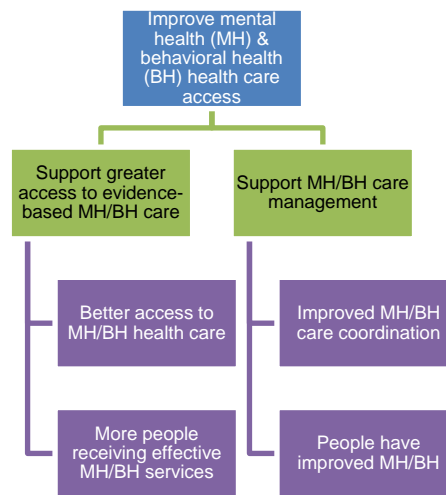 Improve mental
health (MH) &
behavioral health
(BH) health care
access
Support greater
access to evidence-
based MH/BH care
Support MH/BH care
management
Better access to
MH/BH health care
Improved MH/BH
care coordination
More people
receiving effective
MH/BH services
People have
improved MH/BH